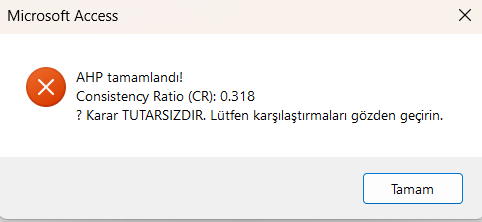 Microsoft Access
AHP tamamlandı!
Consistency Ratio (CR): 0.318
? Karar TUTARSIZDIR. Lütfen karşılaştırmaları gözden geçirin.
Tamam